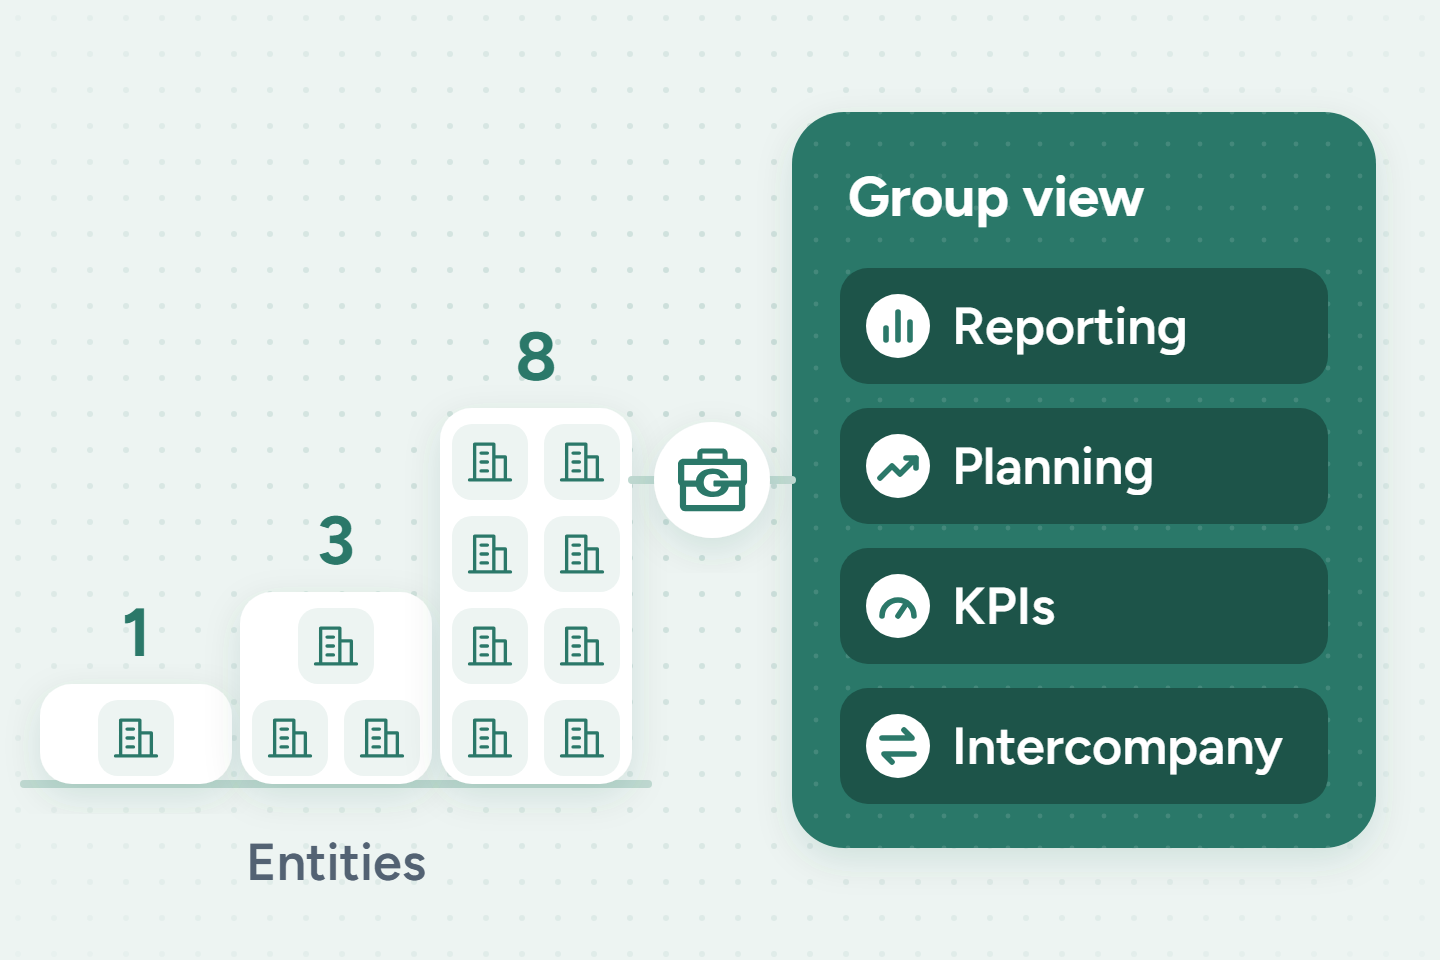 Group view
Reporting
8
Planning
G
3
KPIs
1
Intercompany
Entities